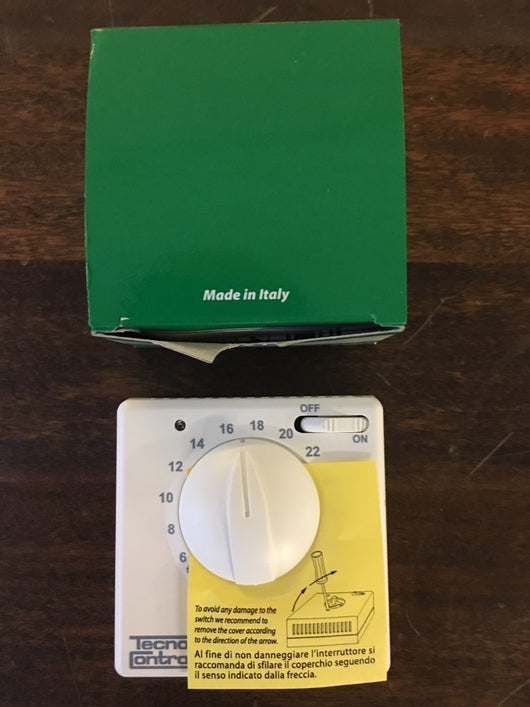 Made in Italy
OFF
ON
6
8
10
12
14
16
18
20
22
To avoid any damage to the
switch we recommend to
remove the cover according
to the direction of the arrow.
Al fine di non danneggiare l'interruttore si
raccomanda di sfilare il coperchio seguendo
il senso indicato dalla freccia.
Tecno
Contro